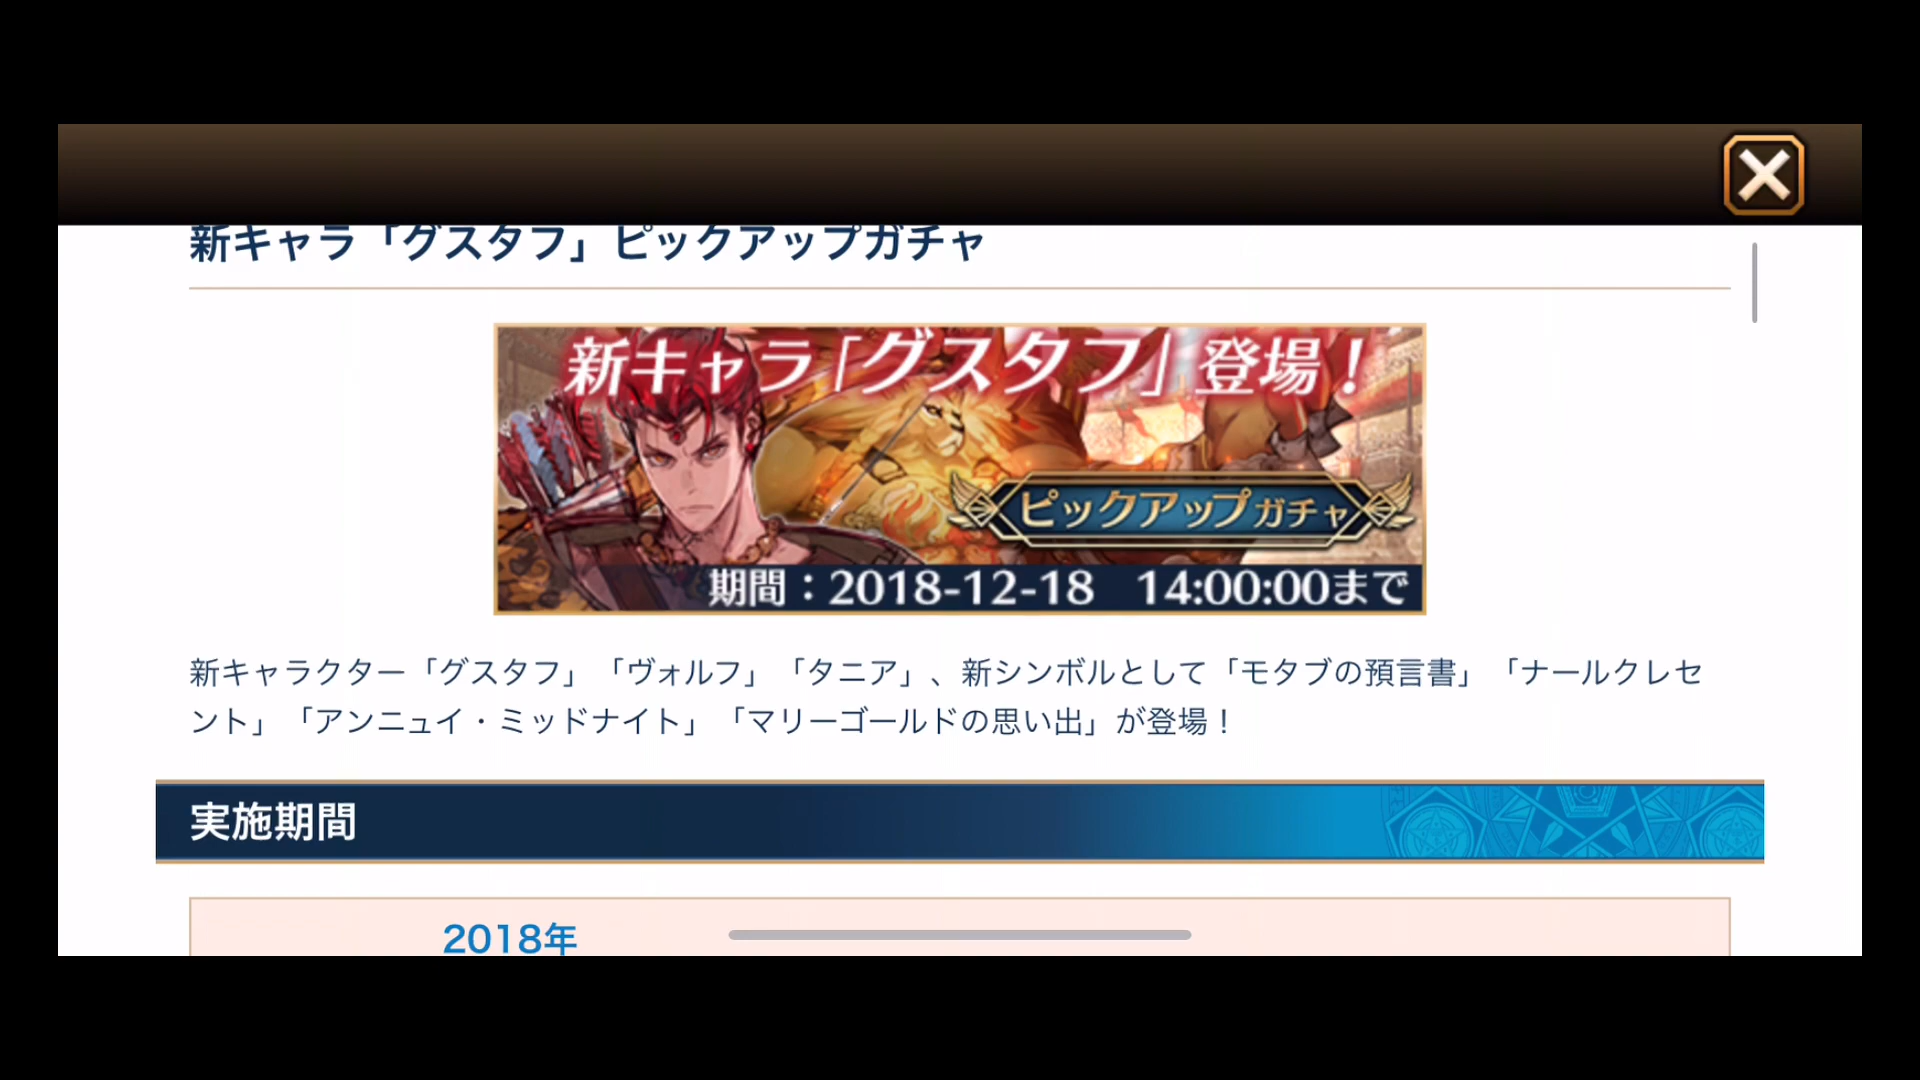 新キャラ「グスタフ」ピックアップガチャ
新キャラ「グスタフ」登場！
ピックアップガチャ
期間：2018-12-18　14:00:00まで
新キャラクター「グスタフ」「ヴォルフ」「タニア」、新シンボルとして「モタブの預言書」「ナールクレセ
ント」「アンニュイ・ミッドナイト」「マリーゴールドの思い出」が登場！
実施期間
2018年